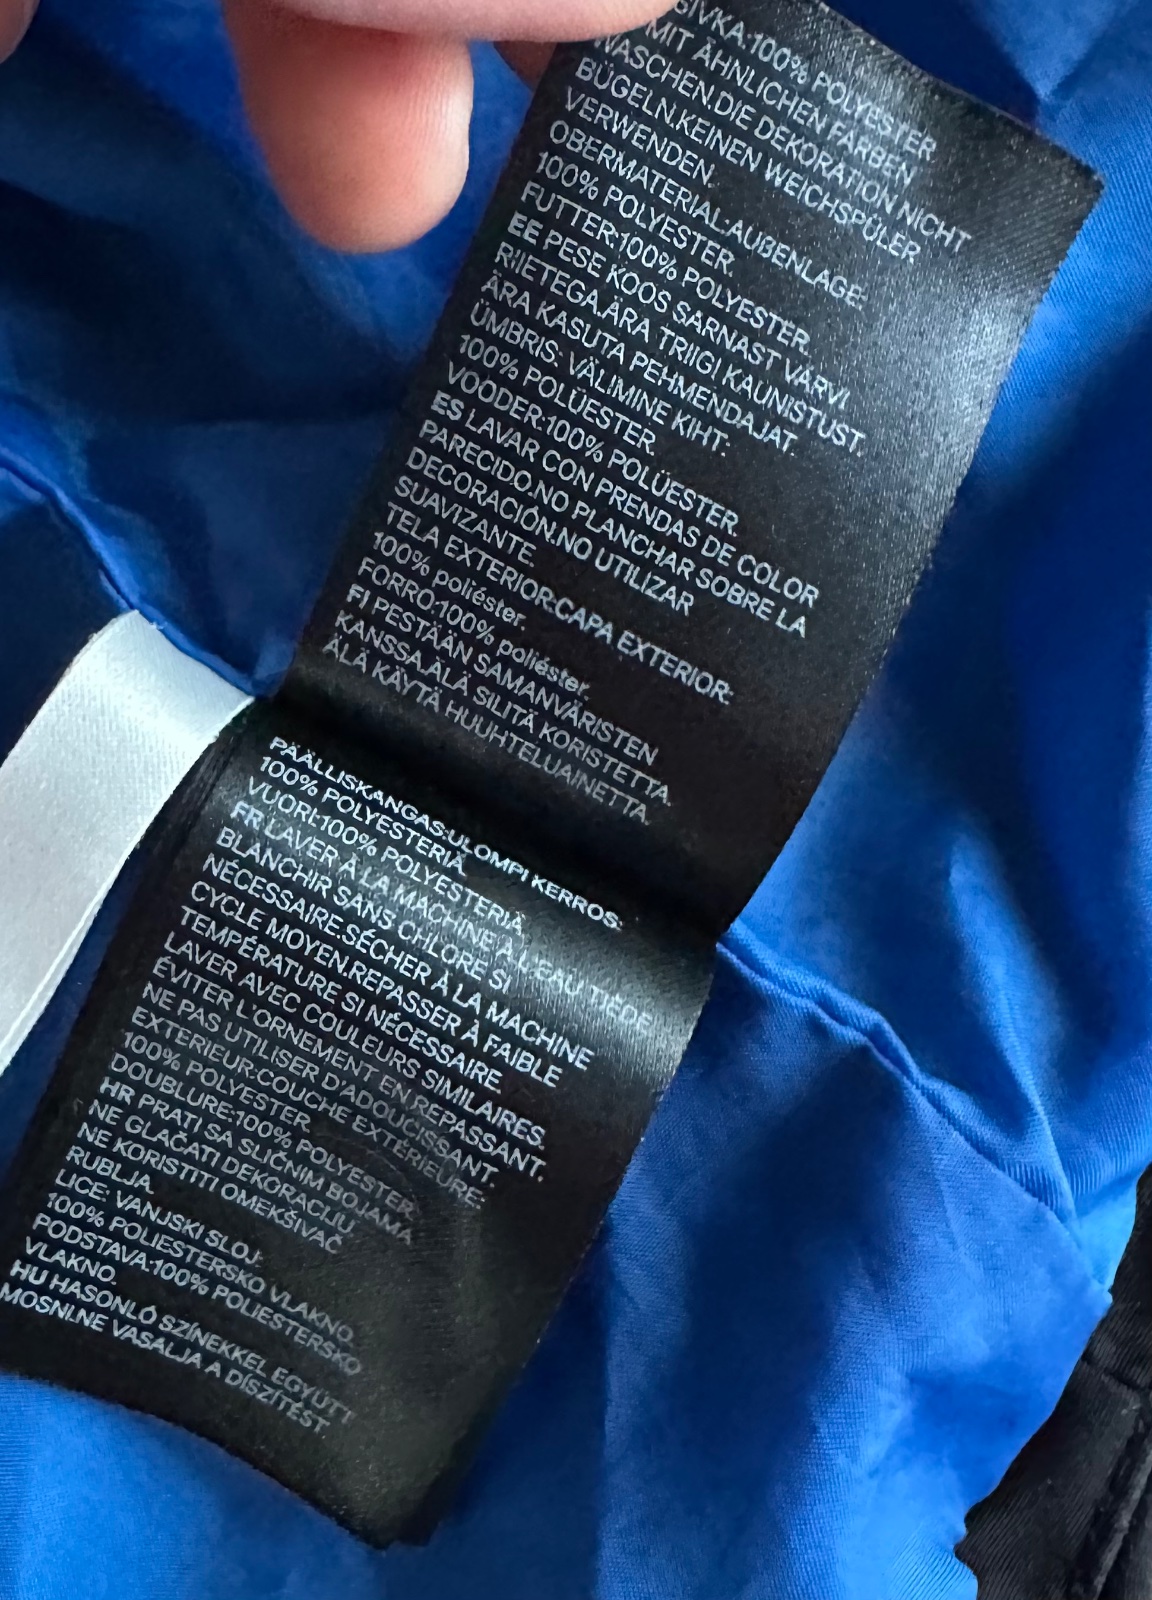 SIVKA:100% POLYESTER
MIT ÄHNLICHEN FARBEN
WASCHEN.DIE DEKORATION NICHT
BÜGELN.KEINEN WEICHSPÜLER
VERWENDEN.
OBERMATERIAL:AUßENLAGE:
100% POLYESTER.
FUTTER:100% POLYESTER.
EE PESE KOOS SARNAST VÄRVI
RIIETEGA.ÄRA TRIIGI KAUNISTUST.
ÄRA KASUTA PEHMENDAJAT.
ÜMBRIS: VÄLIMINE KIHT:
100% POLÜESTER.
VOODER:100% POLÜESTER.
ES LAVAR CON PRENDAS DE COLOR
PARECIDO.NO PLANCHAR SOBRE LA
DECORACIÓN.NO UTILIZAR
SUAVIZANTE.
TELA EXTERIOR:CAPA EXTERIOR:
100% poliéster.
FORRO:100% poliéster.
FI PESTÄÄN SAMANVÄRISTEN
KANSSA.ÄLÄ SILITÄ KORISTETTA.
ÄLÄ KÄYTÄ HUUHTELUAINETTA.
PÄÄLLISKANGAS:ULOMPI KERROS:
100% POLYESTERIÄ.
VUORI:100% POLYESTERIÄ
FR LAVER À LA MACHINE À L'EAU TIÈDE.
BLANCHIR SANS CHLORE SI
NÉCESSAIRE.SÉCHER À LA MACHINE
CYCLE MOYEN.REPASSER À FAIBLE
TEMPÉRATURE SI NÉCESSAIRE.
LAVER AVEC COULEURS SIMILAIRES.
ÉVITER L'ORNEMENT EN REPASSANT.
NE PAS UTILISER D'ADOUCISSANT.
EXTÉRIEUR:COUCHE EXTÉRIEURE:
100% POLYESTER.
DOUBLURE:100% POLYESTER.
HR PRATI SA SLIČNIM BOJAMA
NE GLAČATI DEKORACIJU.
NE KORISTITI OMEKŠIVAČ
RUBLJA.
LICE: VANJSKI SLOJ:
100% POLIESTERSKO VLAKNO.
PODSTAVA:100% POLIESTERSKO
VLAKNO.
HU HASONLÓ SZÍNEKKEL EGYÜTT
MOSNI.NE VASALJA A DÍSZÍTÉST